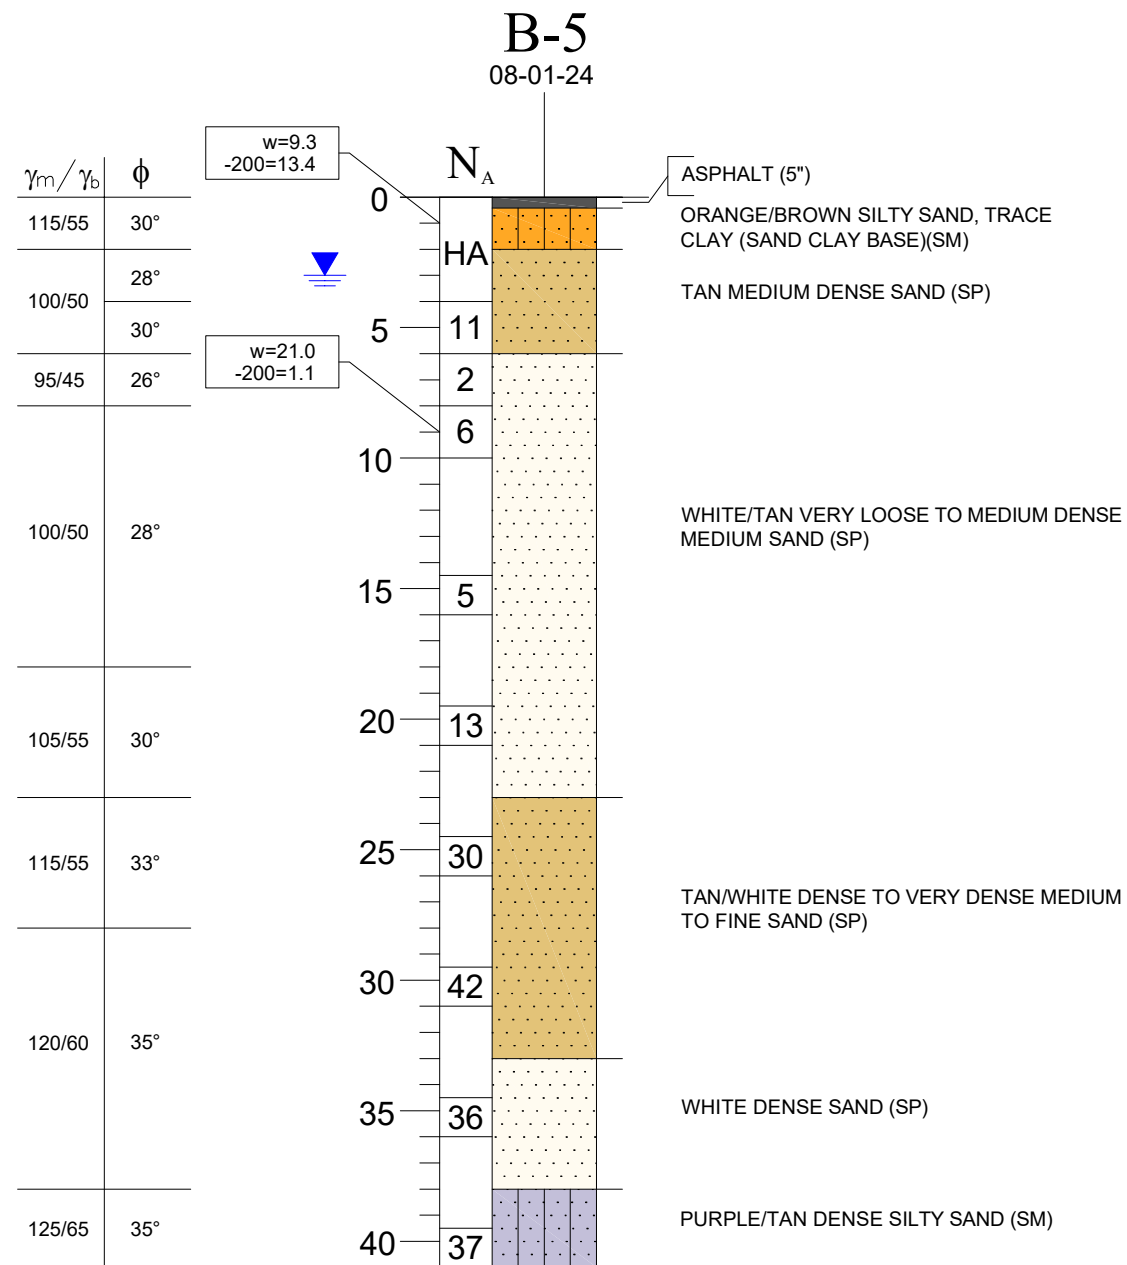 B-5
08-01-24
w=9.3
-200=13.4
γm/γb
ϕ
NA
0
ASPHALT (5")
115/55
30°
ORANGE/BROWN SILTY SAND, TRACE
CLAY (SAND CLAY BASE)(SM)
HA
28°
100/50
TAN MEDIUM DENSE SAND (SP)
30°
5
11
w=21.0
-200=1.1
95/45
26°
2
6
10
100/50
28°
WHITE/TAN VERY LOOSE TO MEDIUM DENSE
MEDIUM SAND (SP)
15
5
20
13
105/55
30°
25
30
115/55
33°
TAN/WHITE DENSE TO VERY DENSE MEDIUM
TO FINE SAND (SP)
30
42
120/60
35°
35
36
WHITE DENSE SAND (SP)
125/65
35°
PURPLE/TAN DENSE SILTY SAND (SM)
40
37